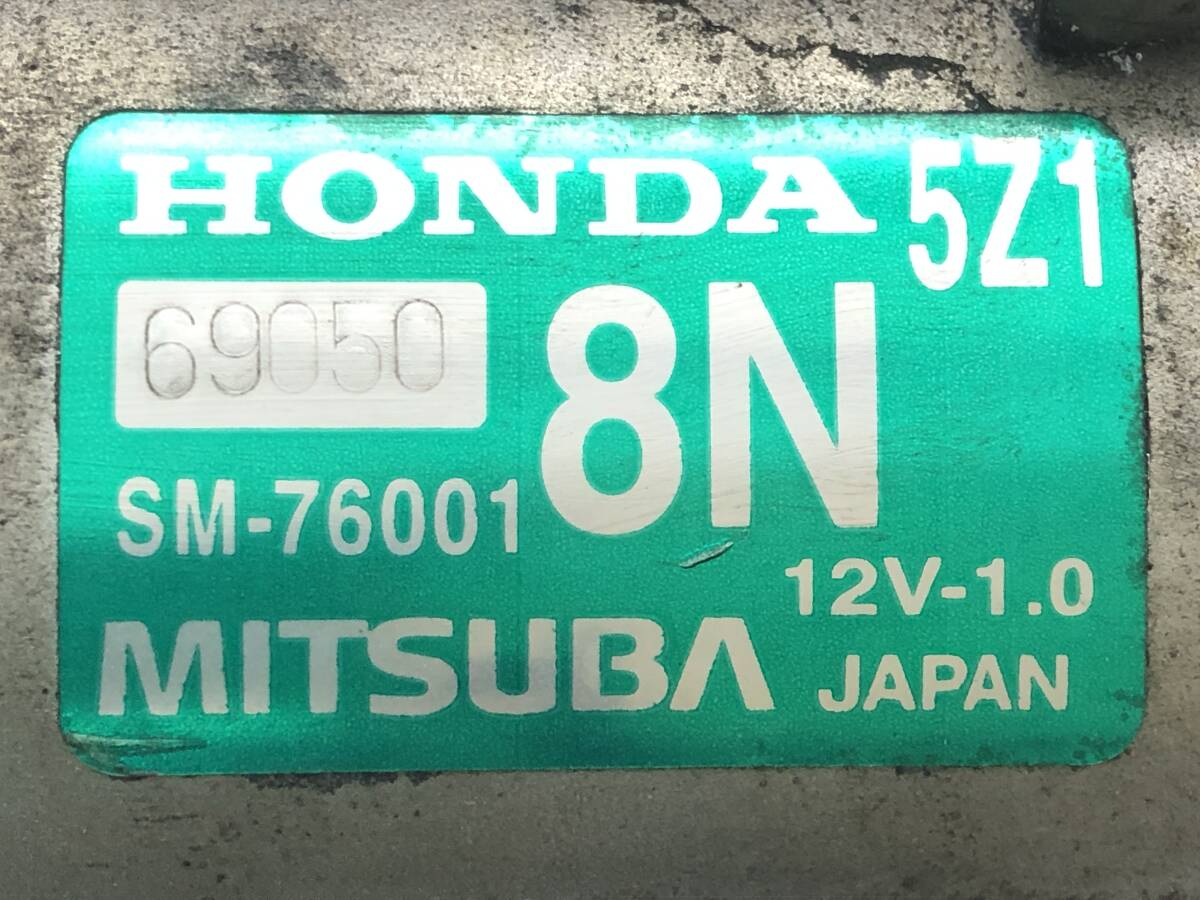 HONDA 5Z1
69050
8N
SM-76001
12V-1.0
MITSUBA
JAPAN